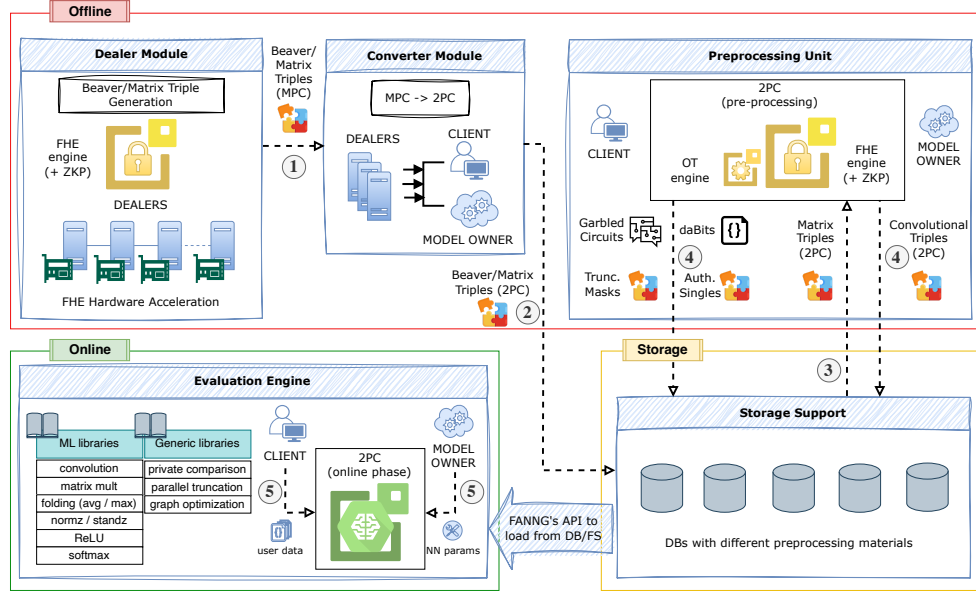 Offline
Dealer Module
Beaver/Matrix Triple
Generation
FHE
engine
(+ ZKP)
DEALERS
FHE Hardware Acceleration
Beaver/
Matrix
Triples
(MPC)
1
Converter Module
MPC -> 2PC
DEALERS
CLIENT
MODEL OWNER
Beaver/Matrix
Triples (2PC)
2
Preprocessing Unit
2PC
(pre-processing)
CLIENT
OT
engine
FHE
engine
(+ ZKP)
MODEL
OWNER
Garbled
Circuits
daBits
{}
4
Trunc.
Masks
Auth.
Singles
Matrix
Triples
(2PC)
Convolutional
Triples
(2PC)
4
3
Online
Evaluation Engine
ML libraries
convolution
matrix mult
folding (avg / max)
normz / standz
ReLU
softmax
Generic libraries
private comparison
parallel truncation
graph optimization
CLIENT
5
user data
2PC
(online phase)
MODEL
OWNER
5
NN params
FANNG's API to
load from DB/FS
Storage
Storage Support
DBs with different preprocessing materials